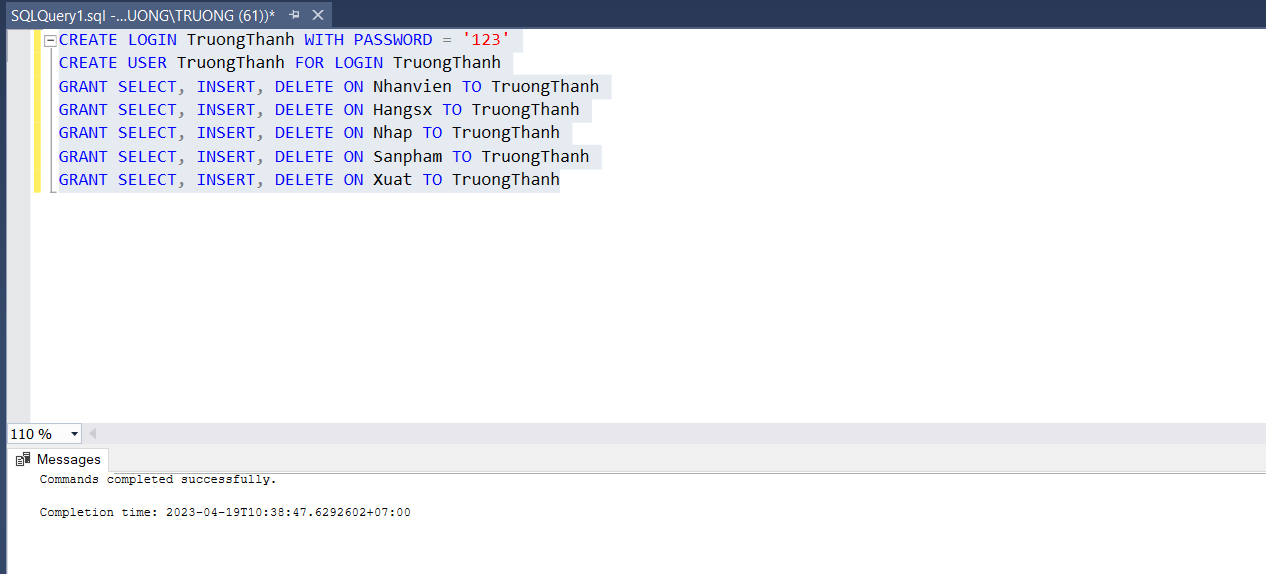 SQLQuery1.sql -...UONG\TRUONG (61))*
CREATE LOGIN TruongThanh WITH PASSWORD = '123'
CREATE USER TruongThanh FOR LOGIN TruongThanh
GRANT SELECT, INSERT, DELETE ON Nhanvien TO TruongThanh
GRANT SELECT, INSERT, DELETE ON Hangsx TO TruongThanh
GRANT SELECT, INSERT, DELETE ON Nhap TO TruongThanh
GRANT SELECT, INSERT, DELETE ON Sanpham TO TruongThanh
GRANT SELECT, INSERT, DELETE ON Xuat TO TruongThanh
110 %
Messages
Commands completed successfully.
Completion time: 2023-04-19T10:38:47.6292602+07:00